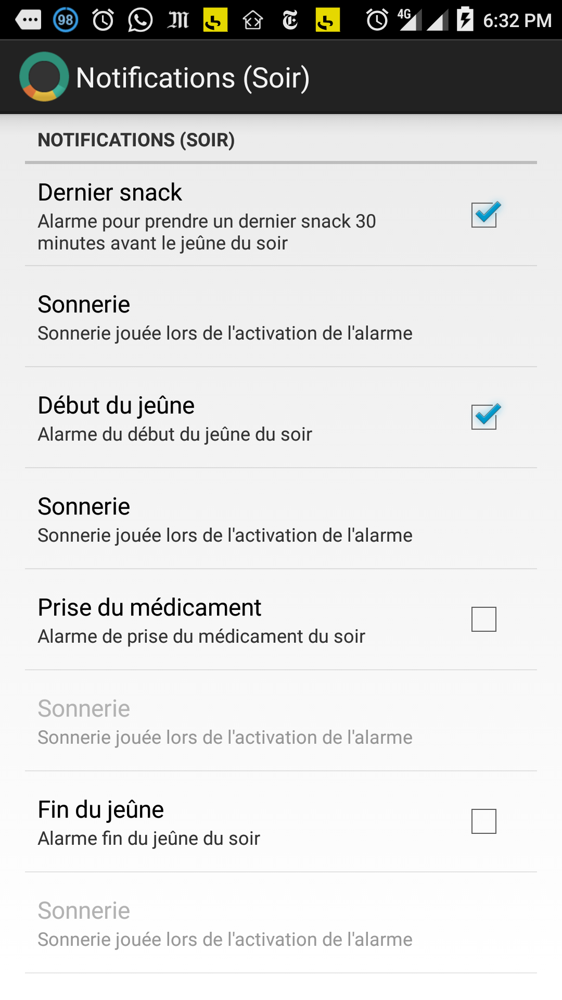 98 4G 6:32 PM
Notifications (Soir)
NOTIFICATIONS (SOIR)
Dernier snack
Alarme pour prendre un dernier snack 30
minutes avant le jeûne du soir
Sonnerie
Sonnerie jouée lors de l'activation de l'alarme
Début du jeûne
Alarme du début du jeûne du soir
Sonnerie
Sonnerie jouée lors de l'activation de l'alarme
Prise du médicament
Alarme de prise du médicament du soir
Sonnerie
Sonnerie jouée lors de l'activation de l'alarme
Fin du jeûne
Alarme fin du jeûne du soir
Sonnerie
Sonnerie jouée lors de l'activation de l'alarme